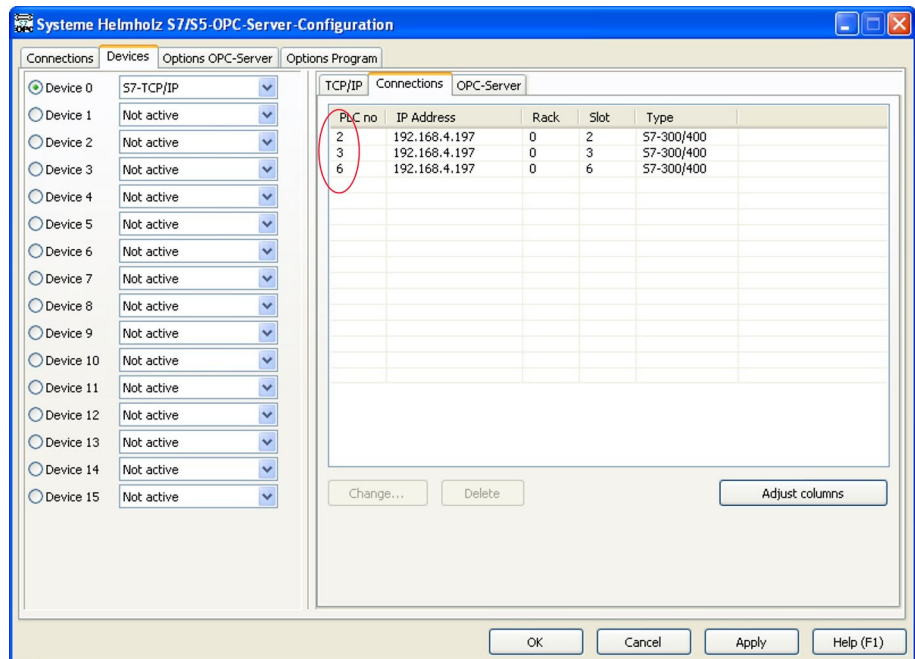 Systeme Helmholz S7/S5-OPC-Server-Configuration
Connections Devices Options OPC-Server Options Program
Device 0 S7-TCP/IP
Device 1 Not active
Device 2 Not active
Device 3 Not active
Device 4 Not active
Device 5 Not active
Device 6 Not active
Device 7 Not active
Device 8 Not active
Device 9 Not active
Device 10 Not active
Device 11 Not active
Device 12 Not active
Device 13 Not active
Device 14 Not active
Device 15 Not active
TCP/IP Connections OPC-Server
PLC no IP Address Rack Slot Type
2 192.168.4.197 0 2 S7-300/400
3 192.168.4.197 0 3 S7-300/400
6 192.168.4.197 0 6 S7-300/400
Change... Delete Adjust columns
OK Cancel Apply Help (F1)